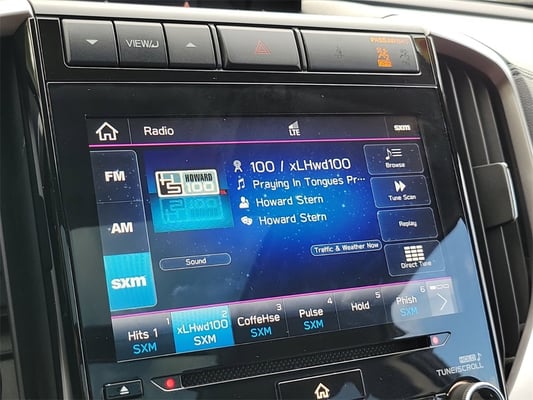 VIEW
PASSENGER
Radio
LTE
sxm
FM
AM
sxm
HOWARD
100
100 / xLHwd100
Praying In Tongues Pr...
Howard Stern
Howard Stern
Sound
Traffic & Weather Now
Browse
Tune Scan
Replay
Direct Tune
Hits 1 1
SXM
xLHwd100 2
SXM
CoffeHse 3
SXM
Pulse 4
SXM
Hold 5
Phish 6
SXM
HOLD
TUNE/SCROLL